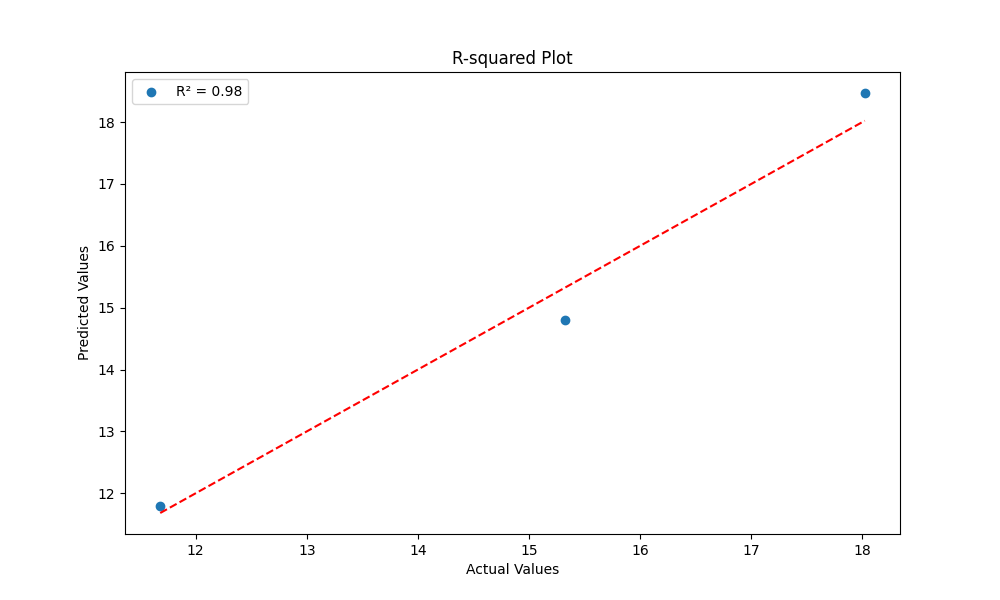 R-squared Plot
R² = 0.98
Predicted Values
18
17
16
15
14
13
12
12 13 14 15 16 17 18
Actual Values